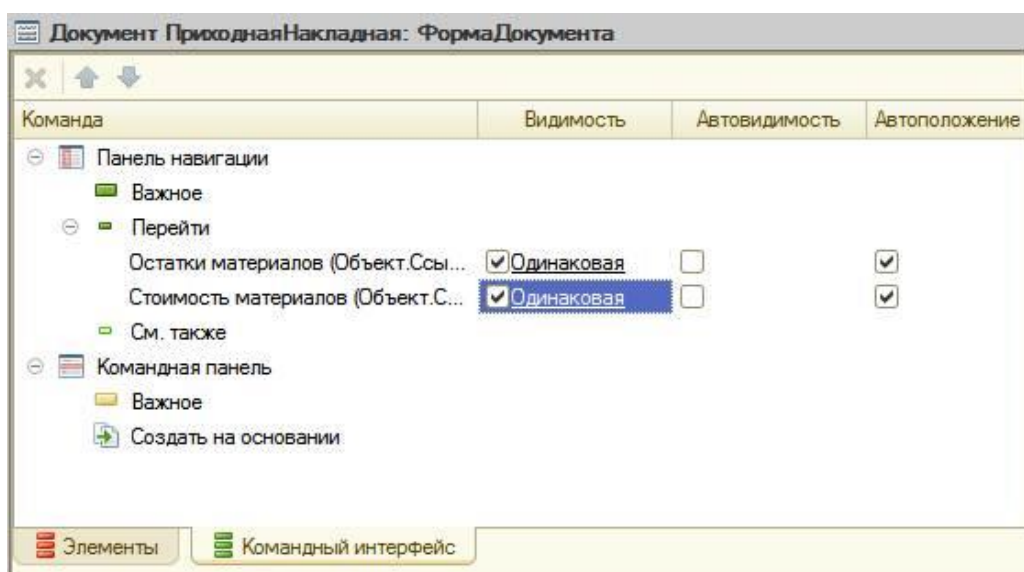 Документ ПриходнаяНакладная: ФормаДокумента
Команда Видимость Автовидимость Автоположение
Панель навигации
Важное
Перейти
Остатки материалов (Объект.Ссы... Одинаковая
Стоимость материалов (Объект.С... Одинаковая
См. также
Командная панель
Важное
Создать на основании
Элементы Командный интерфейс